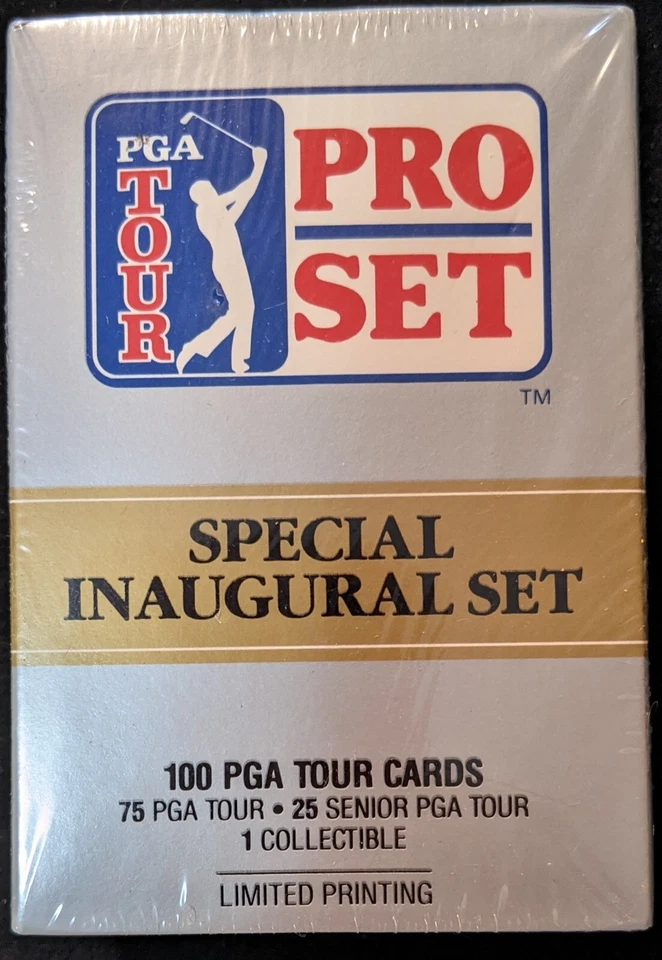 PGA
TOUR
PRO
SET
TM
SPECIAL
INAUGURAL SET
100 PGA TOUR CARDS
75 PGA TOUR • 25 SENIOR PGA TOUR
1 COLLECTIBLE
LIMITED PRINTING